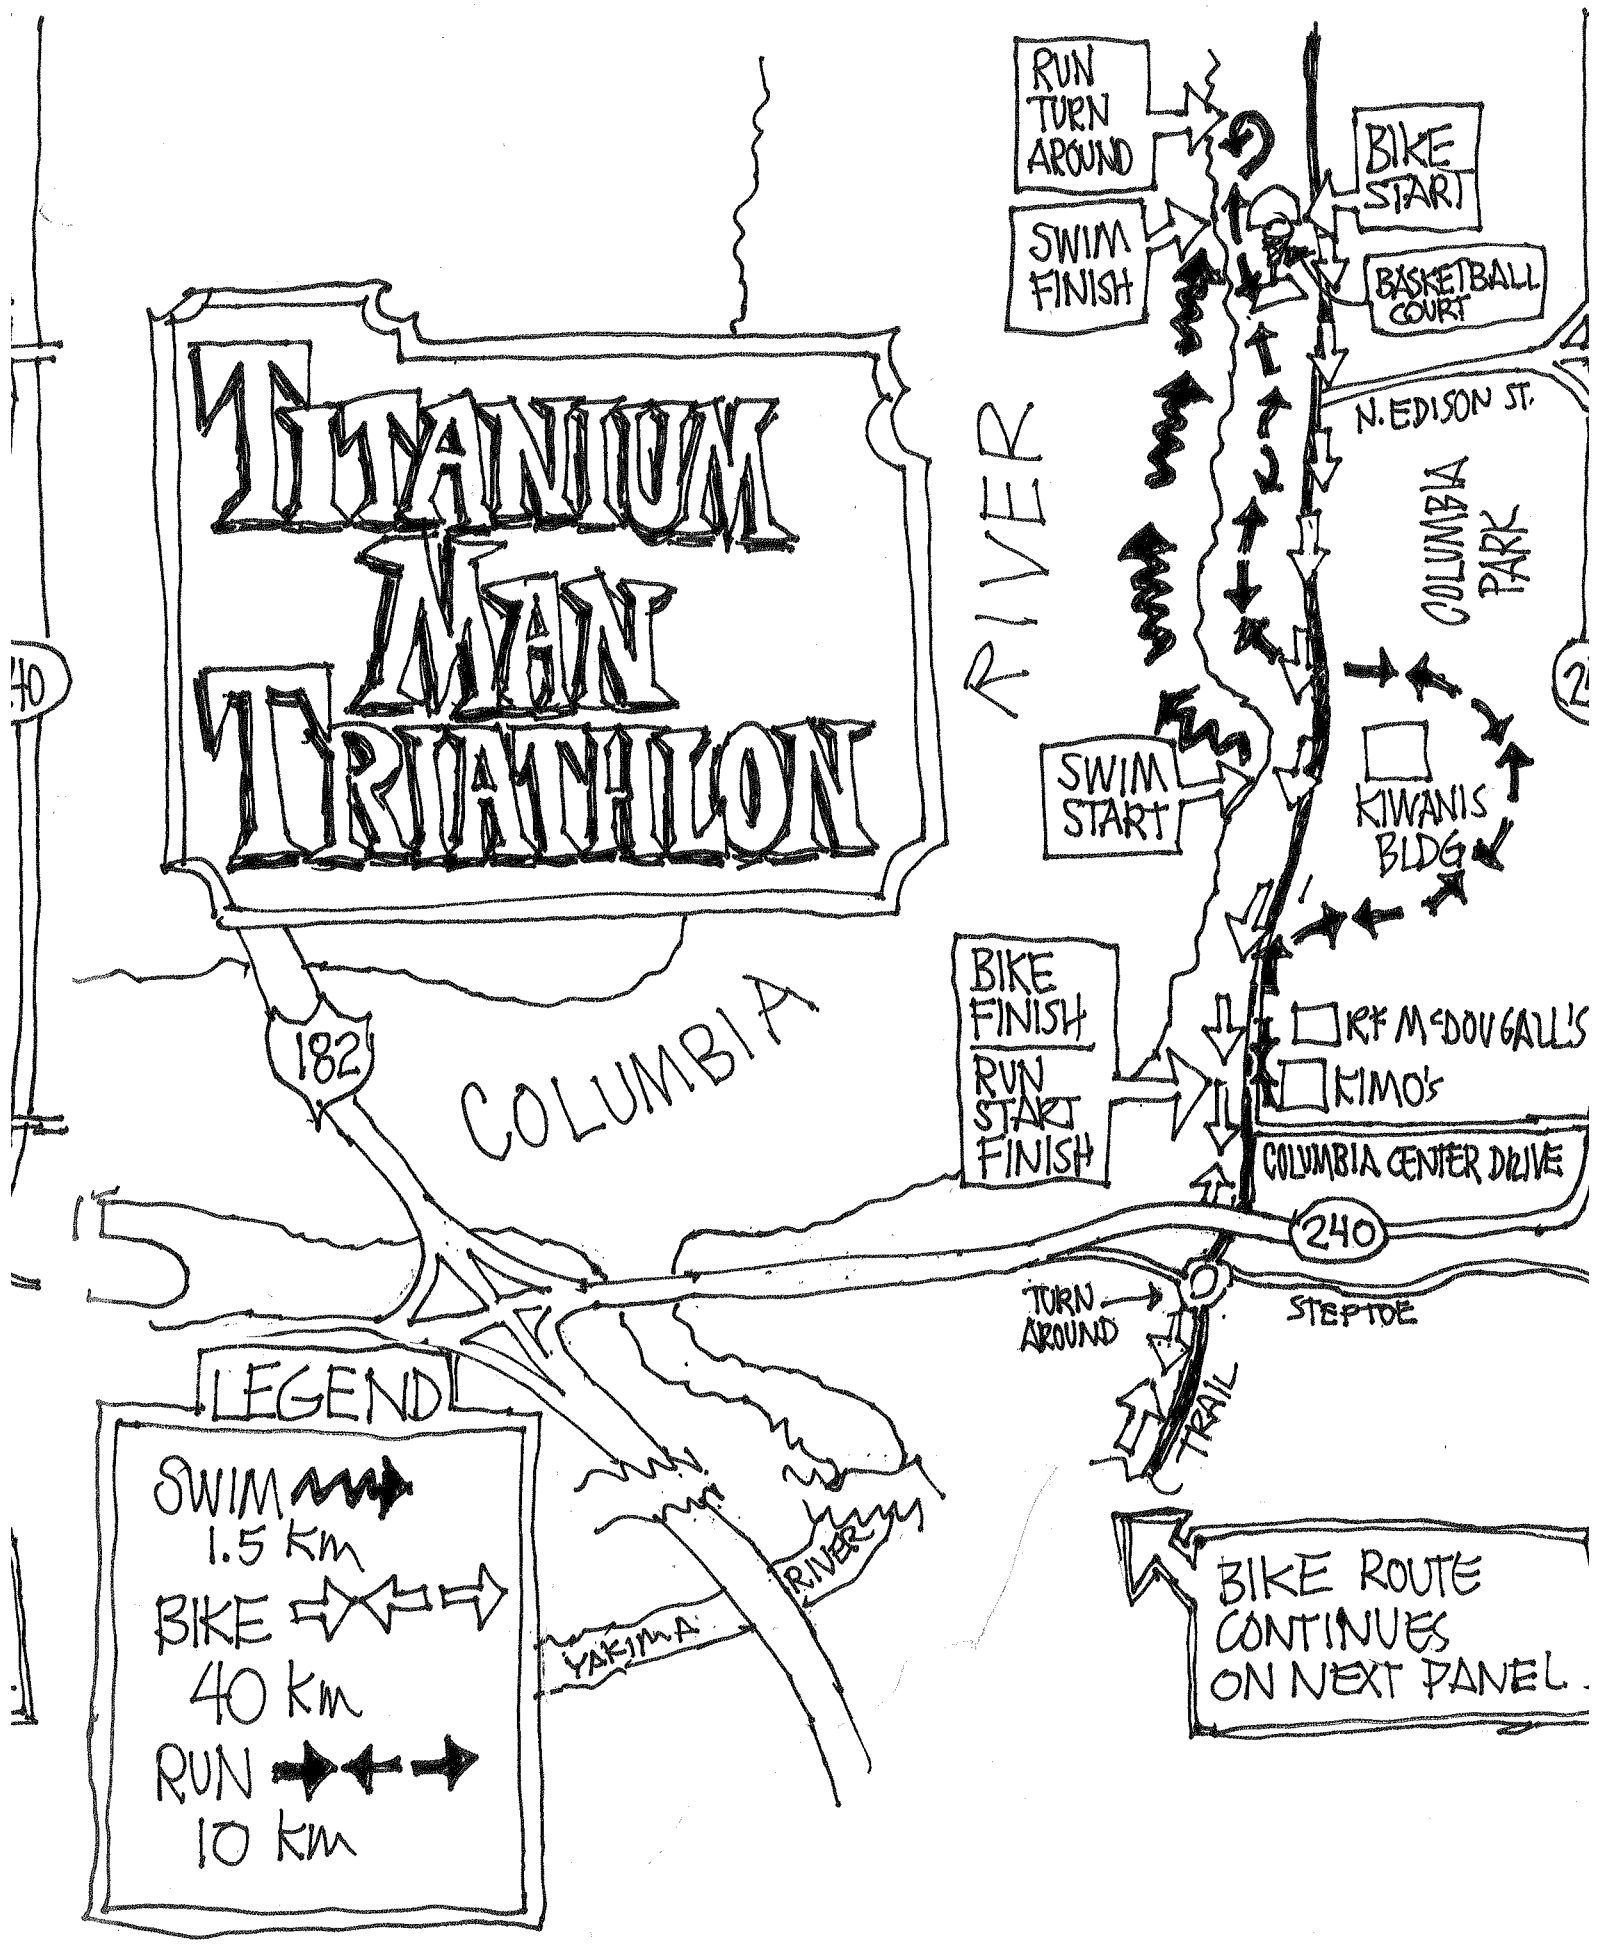 RUN
TURN
AROUND
BIKE
START
SWIM
FINISH
BASKETBALL
COURT
N. EDISON ST.
TITANIUM
MAN
TRIATHLON
COLUMBIA
PARK
RIVER
40
SWIM
START
KIWANIS
BLDG
BIKE
FINISH
RUN
START
FINISH
RF McDOUGALL'S
KIMO'S
182
COLUMBIA
COLUMBIA CENTER DRIVE
240
TURN
AROUND
STEPTOE
TRAIL
LEGEND
SWIM
1.5 KM
BIKE
40 KM
RUN
10 KM
YAKIMA
RIVER
BIKE ROUTE
CONTINUES
ON NEXT PANEL